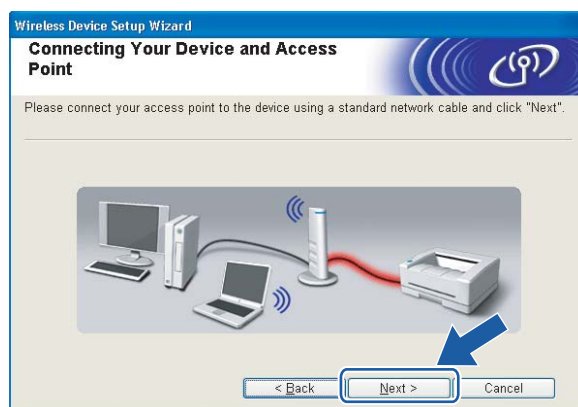 Wireless Device Setup Wizard
Connecting Your Device and Access
Point
Please connect your access point to the device using a standard network cable and click "Next".
< Back
Next >
Cancel